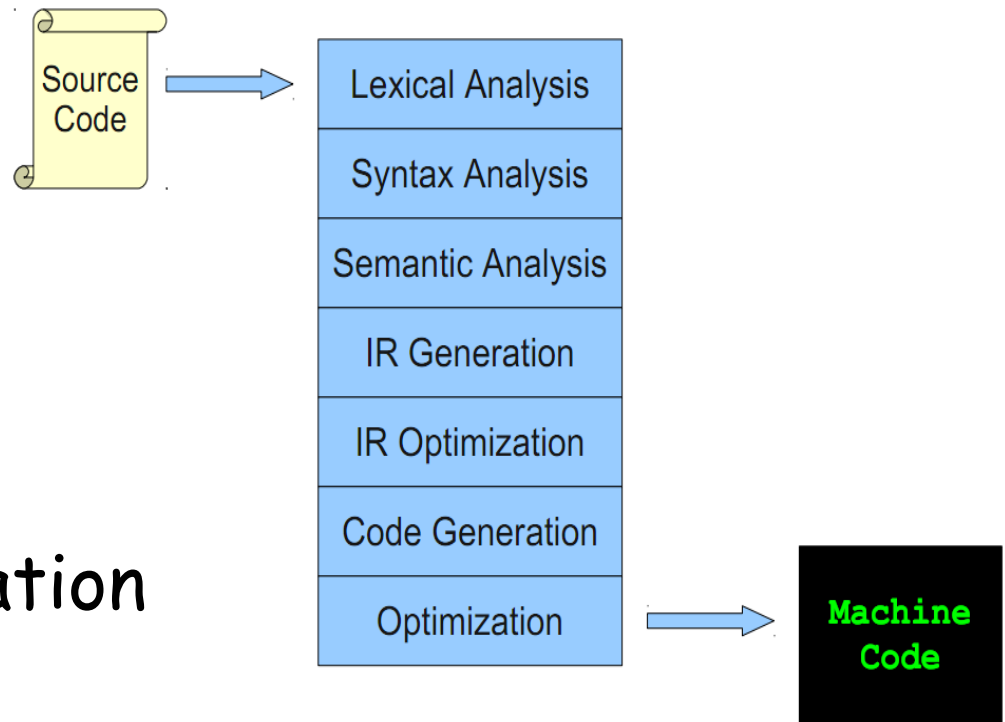 Source
Code
Lexical Analysis
Syntax Analysis
Semantic Analysis
IR Generation
IR Optimization
Code Generation
ation
Optimization
Machine
Code